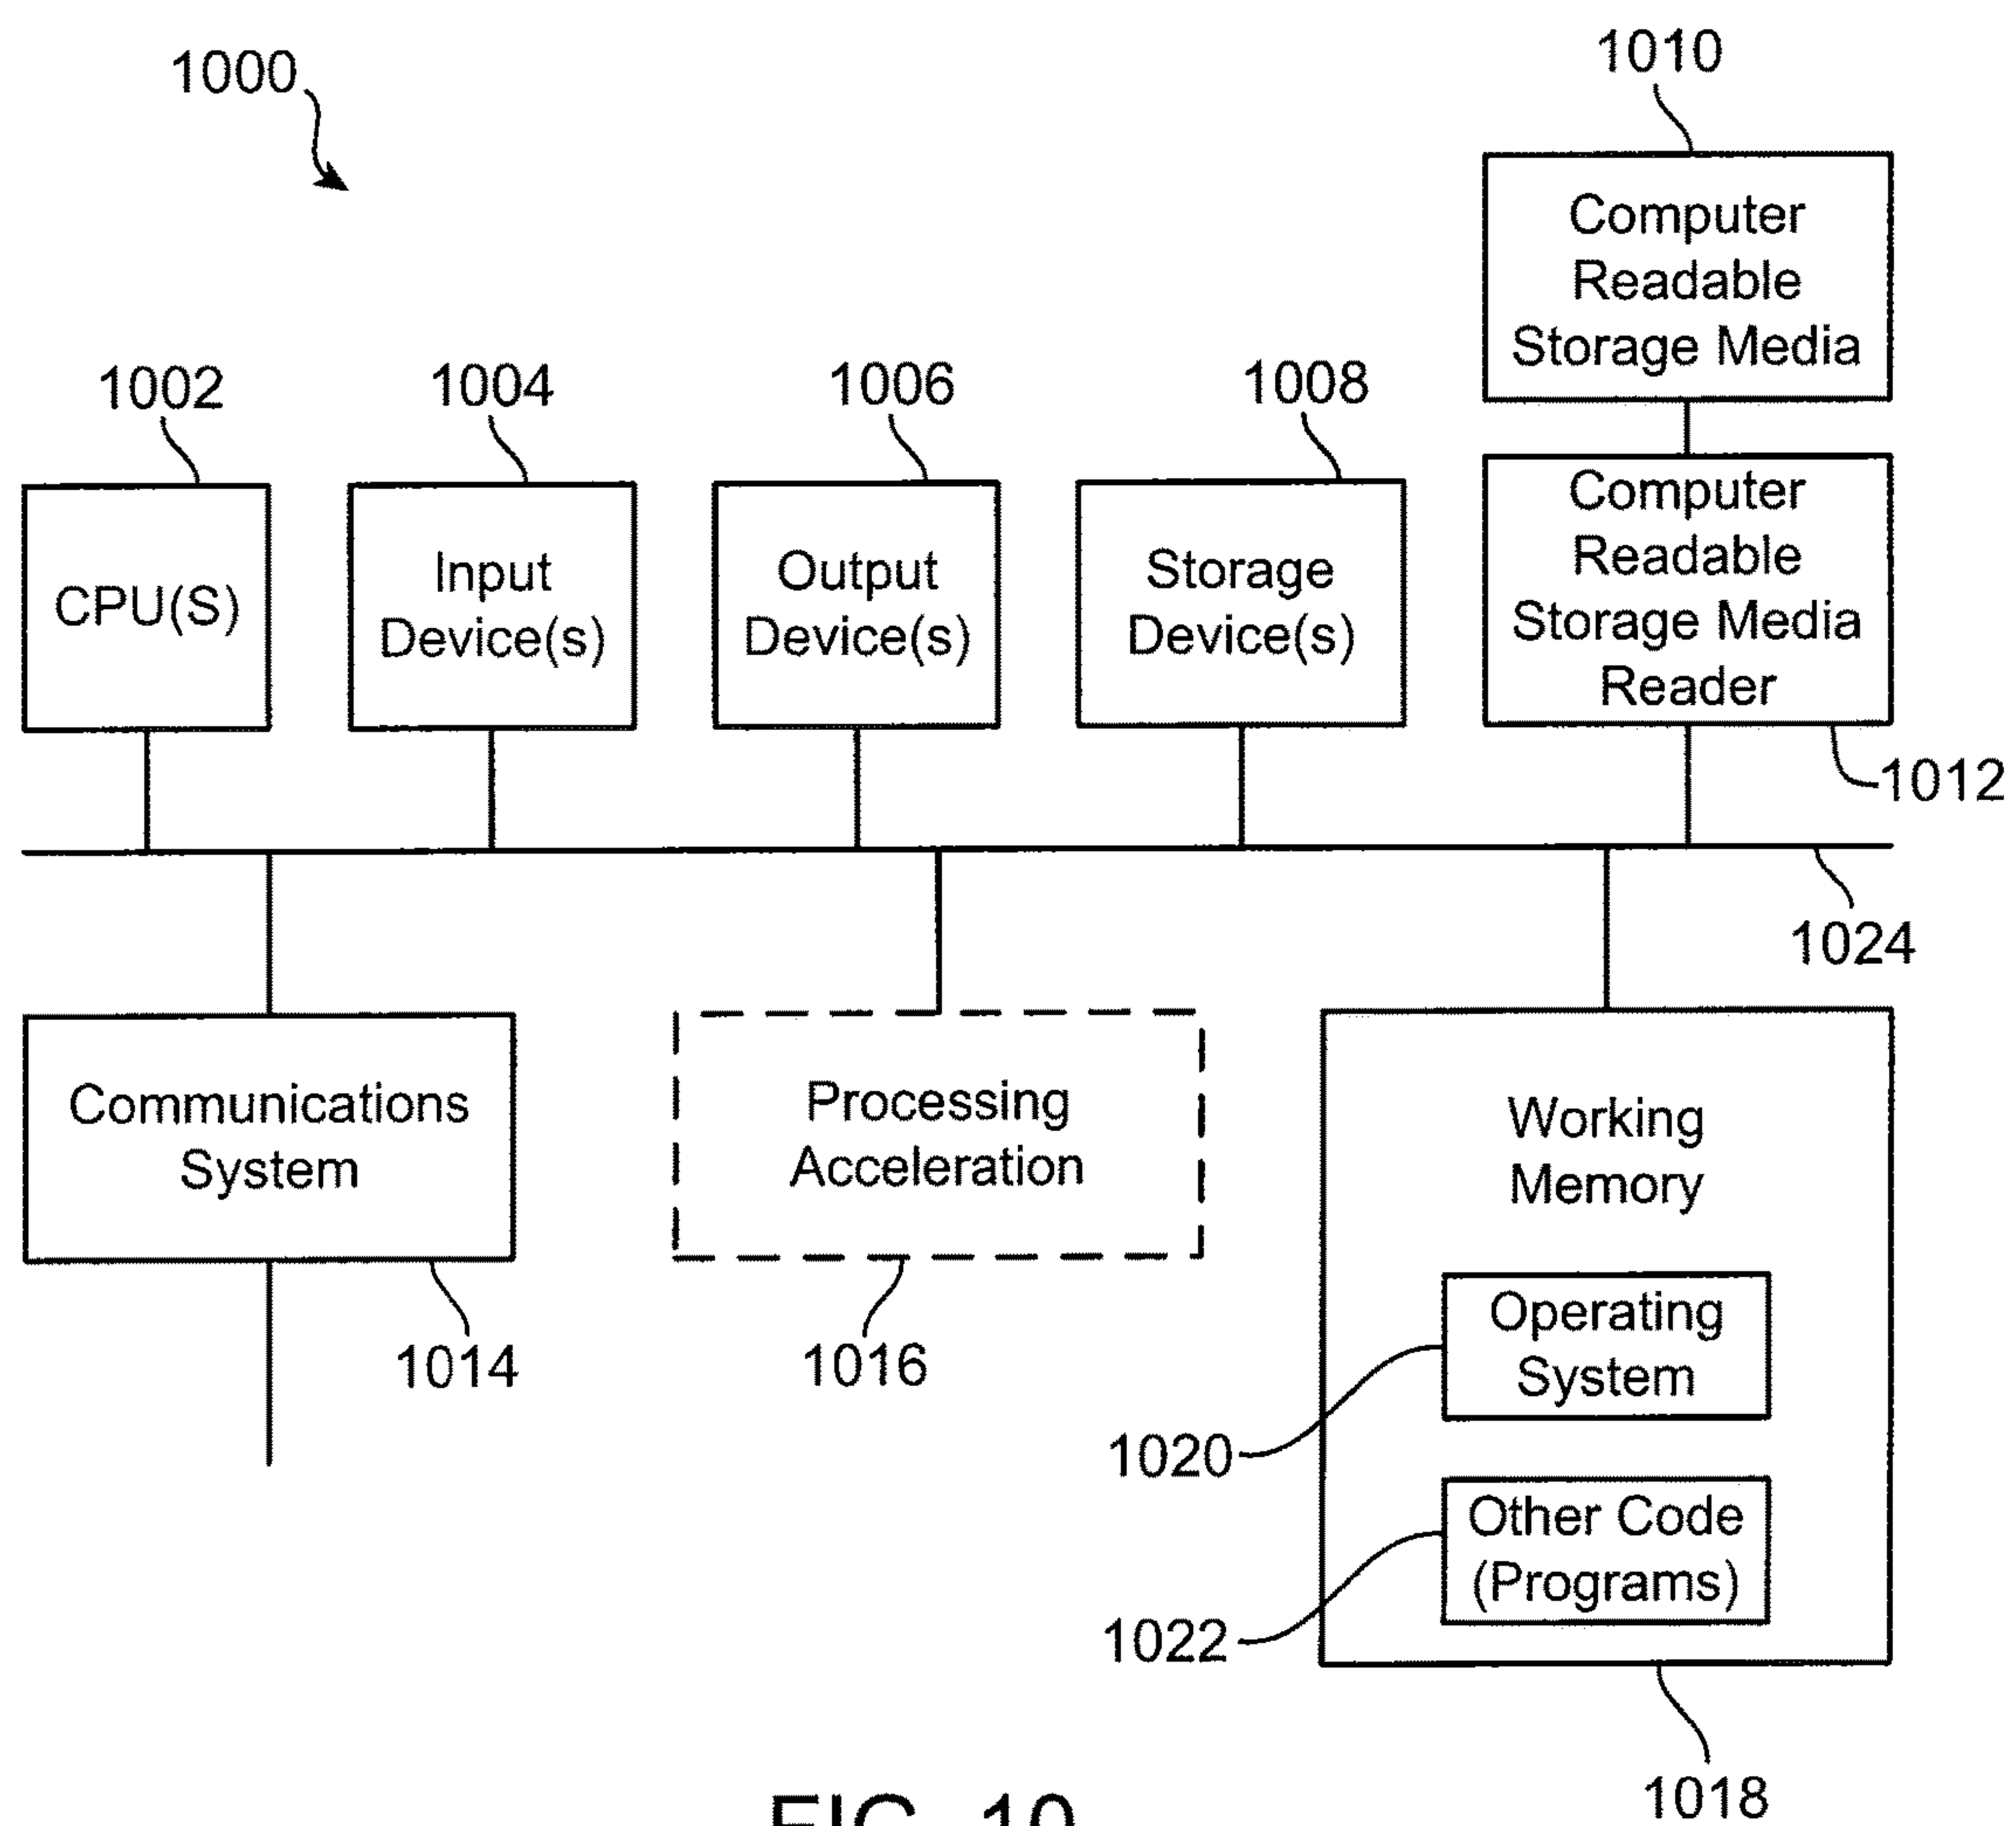 1000
1010
Computer
Readable
Storage Media
1002
1004
1006
1008
CPU(S)
Input
Device(s)
Output
Device(s)
Storage
Device(s)
Computer
Readable
Storage Media
Reader
1012
1024
Communications
System
1014
Processing
Acceleration
1016
Working
Memory
Operating
System
1020
Other Code
(Programs)
1022
1018
FIG. 10